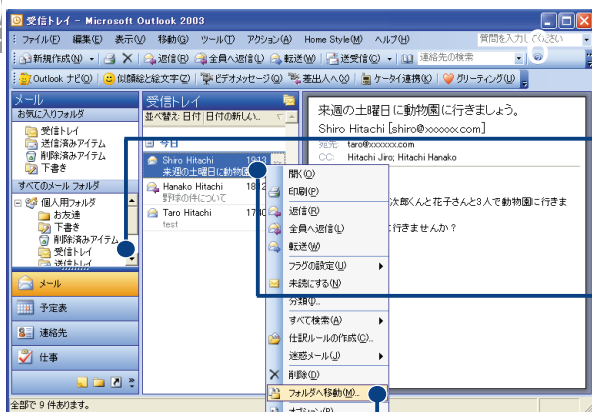 受信トレイ - Microsoft Outlook 2003
ファイル(F) 編集(E) 表示(V) 移動(G) ツール(T) アクション(A) Home Style(M) ヘルプ(H) 質問を入力してください
新規作成(N) 返信(R) 全員へ返信(L) 転送(W) 送受信(C) 連絡先の検索
Outlook ナビ(Q) 似顔絵と絵文字(Z) ビデオメッセージ(Q) 差出人へ(X) ケータイ連携(K) グリーティング(U)
メール
お気に入りフォルダ
受信トレイ
送信済みアイテム
削除済みアイテム
下書き
すべてのメール フォルダ
個人用フォルダ
お友達
下書き
削除済みアイテム
受信トレイ
送信トレイ
メール
予定表
連絡先
仕事
全部で 9 件あります。
受信トレイ
並べ替え: 日付 日付の新しい..
今日
Shiro Hitachi 1913
来週の土曜日に動物園
Hanako Hitachi 1812
野球の件について
Taro Hitachi 1740
test
来週の土曜日に動物園に行きましょう。
Shiro Hitachi [shiro@xxxxxx.com]
宛先: taro@xxxxxx.com
CC: Hitachi Jiro; Hitachi Hanako
次郎くんと花子さんと3人で動物園に行きま
行きませんか？
開く(O)
印刷(P)
返信(R)
全員へ返信(L)
転送(W)
フラグの設定(U)
未読にする(N)
分類(I)...
すべて検索(A)
仕訳ルールの作成(C)...
迷惑メール(J)
削除(D)
フォルダへ移動(M)...
オプション(P)...